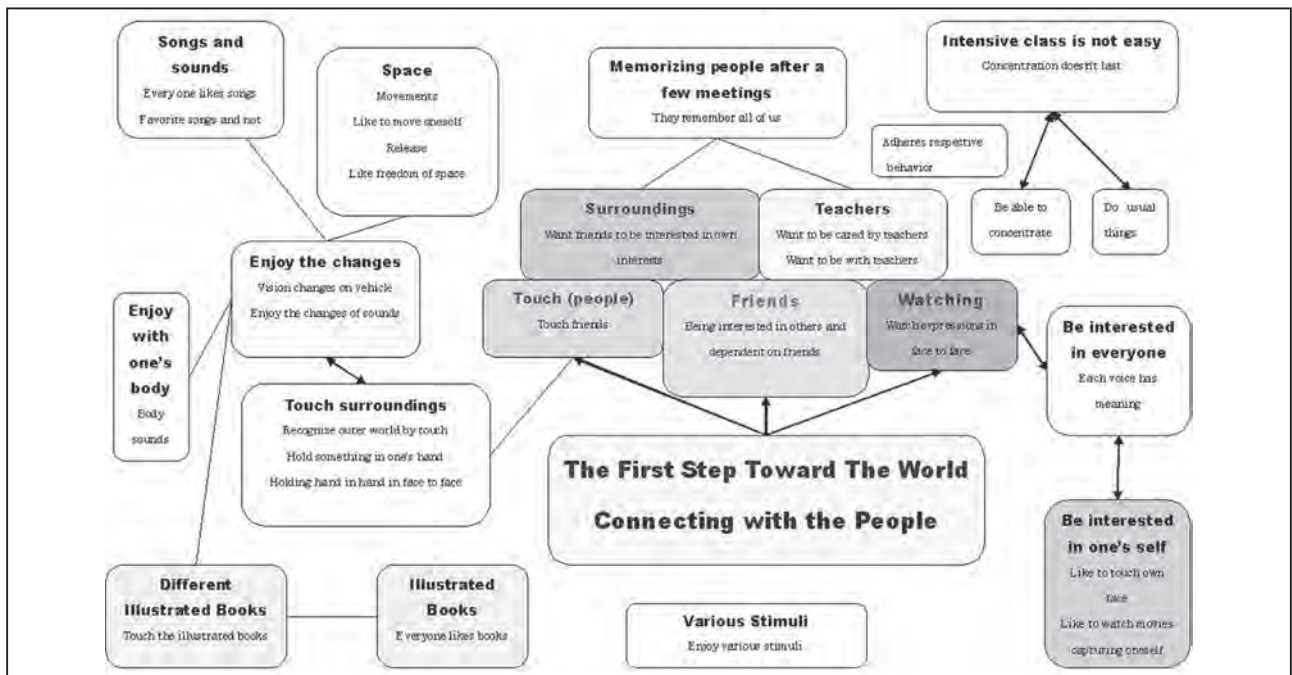 Songs and
sounds
Every one likes songs
Favorite songs and not
Space
Movements
Like to move oneself
Release
Like freedom of space
Memorizing people after a
few meetings
They remember all of us
Intensive class is not easy
Concentration doesn't last
Adheres respective
behavior
Be able to
concentrate
Do usual
things
Surroundings
Want friends to be interested in own
interests
Teachers
Want to be cared by teachers
Want to be with teachers
Enjoy the changes
Vision changes on vehicle
Enjoy the changes of sounds
Touch (people)
Touch friends
Friends
Being interested in others and
dependent on friends
Watching
Watch expressions in
face to face
Enjoy
with
one's
body
Body
sounds
Be interested
in everyone
Each voice has
meaning
Touch surroundings
Recognize outer world by touch
Hold something in one's hand
Holding hand in hand in face to face
The First Step Toward The World
Connecting with the People
Be interested
in one's self
Like to touch own
face
Like to watch movies
capturing oneself
Different
Illustrated Books
Touch the illustrated books
Illustrated
Books
Everyone likes books
Various Stimuli
Enjoy various stimuli